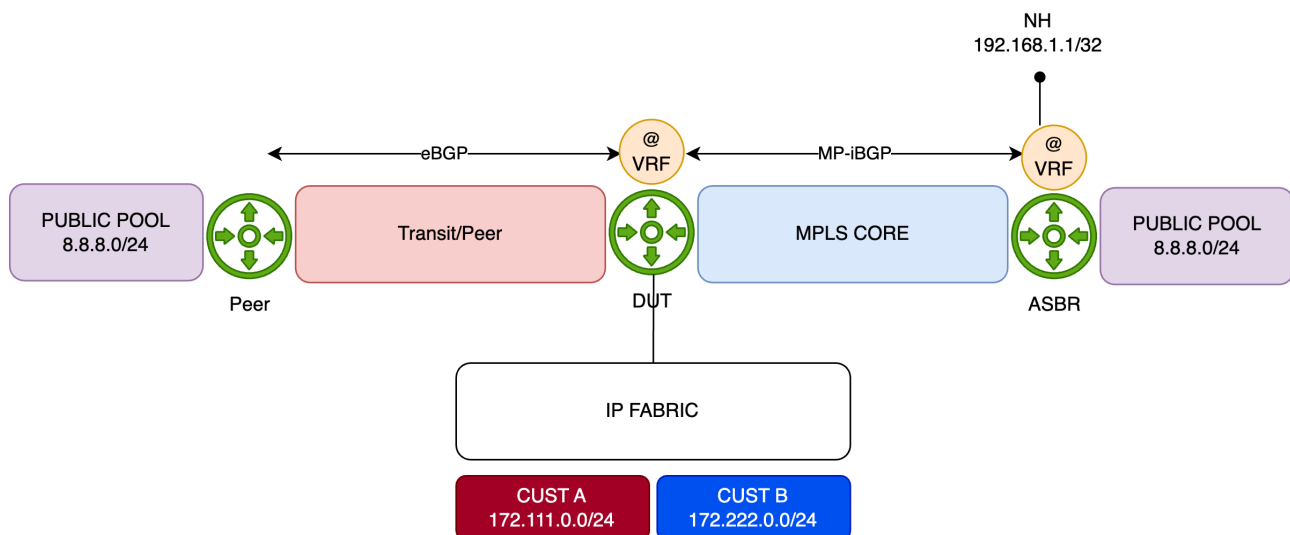 NH
192.168.1.1/32
@
VRF
@
VRF
eBGP
MP-iBGP
PUBLIC POOL
8.8.8.0/24
Transit/Peer
MPLS CORE
PUBLIC POOL
8.8.8.0/24
Peer
DUT
ASBR
IP FABRIC
CUST A
172.111.0.0/24
CUST B
172.222.0.0/24